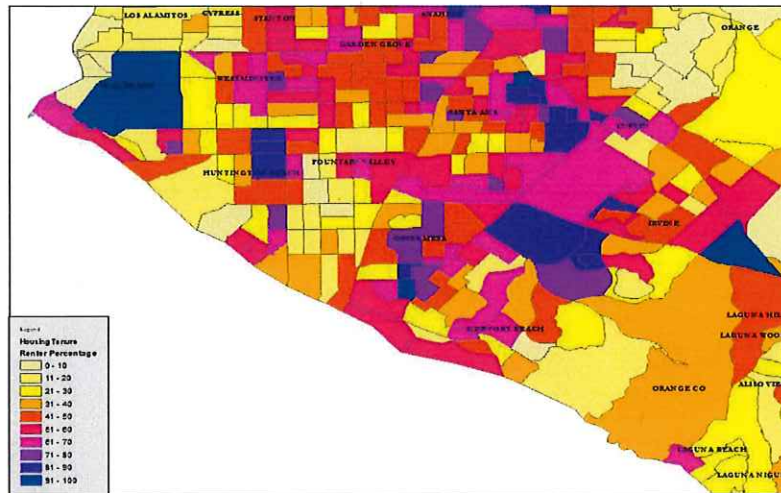 LOS ALAMITOS
CYPRESS
STANTON
ORANGE
GARDEN GROVE
WESTMINSTER
SANTA ANA
TUSTIN
FOUNTAIN VALLEY
HUNTINGTON BEACH
IRVINE
COSTA MESA
NEWPORT BEACH
LAGUNA HIL
LAGUNA WOO
ORANGE CO
ALISO VIE
LAGUNA BEACH
LAGUNA NIGU
Legend
Housing Tenure
Renter Percentage
0 - 10
11 - 20
21 - 30
31 - 40
41 - 50
51 - 60
61 - 70
71 - 80
81 - 90
91 - 100